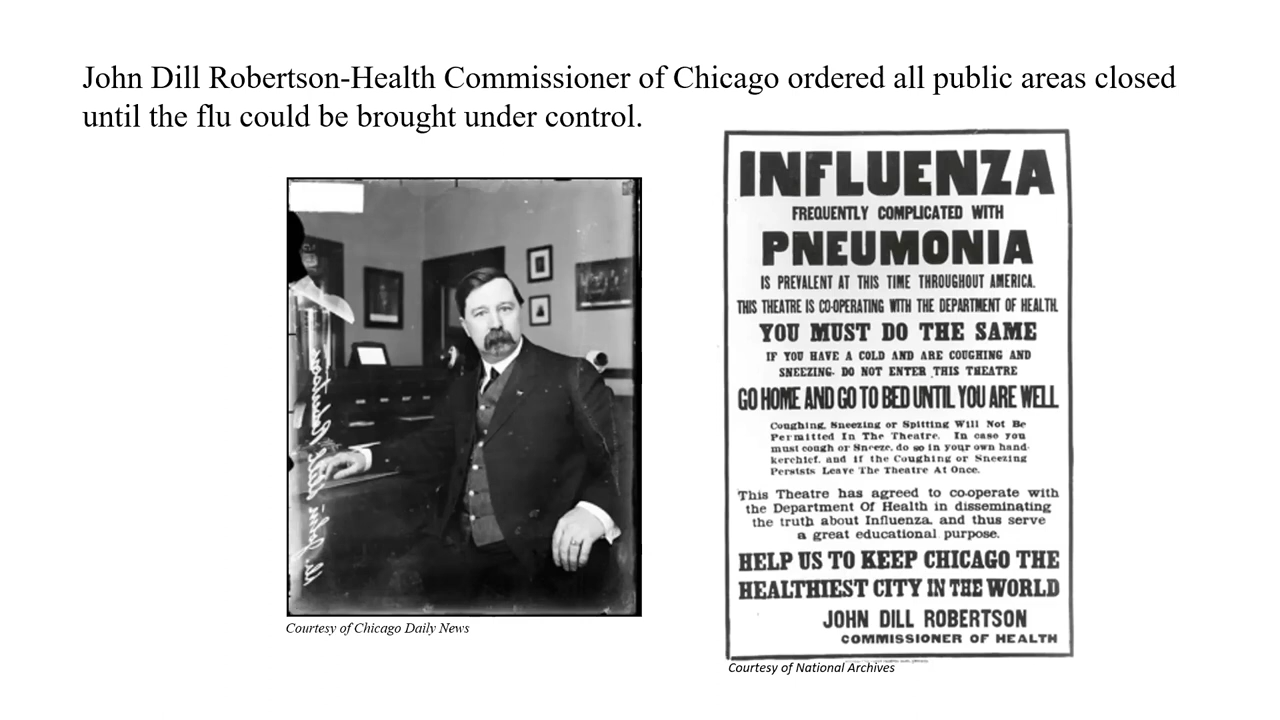 John Dill Robertson-Health Commissioner of Chicago ordered all public areas closed
until the flu could be brought under control.
Dr. John Dill Robertson
Courtesy of Chicago Daily News
INFLUENZA
FREQUENTLY COMPLICATED WITH
PNEUMONIA
IS PREVALENT AT THIS TIME THROUGHOUT AMERICA.
THIS THEATRE IS CO-OPERATING WITH THE DEPARTMENT OF HEALTH.
YOU MUST DO THE SAME
IF YOU HAVE A COLD AND ARE COUGHING AND
SNEEZING. DO NOT ENTER THIS THEATRE
GO HOME AND GO TO BED UNTIL YOU ARE WELL
Coughing, Sneezing or Spitting Will Not Be
Permitted In The Theatre. In case you
must cough or Sneeze, do so in your own hand-
kerchief, and if the Coughing or Sneezing
Persists Leave The Theatre At Once.
This Theatre has agreed to co-operate with
the Department Of Health in disseminating
the truth about Influenza, and thus serve
a great educational purpose.
HELP US TO KEEP CHICAGO THE
HEALTHIEST CITY IN THE WORLD
JOHN DILL ROBERTSON
COMMISSIONER OF HEALTH
Courtesy of National Archives